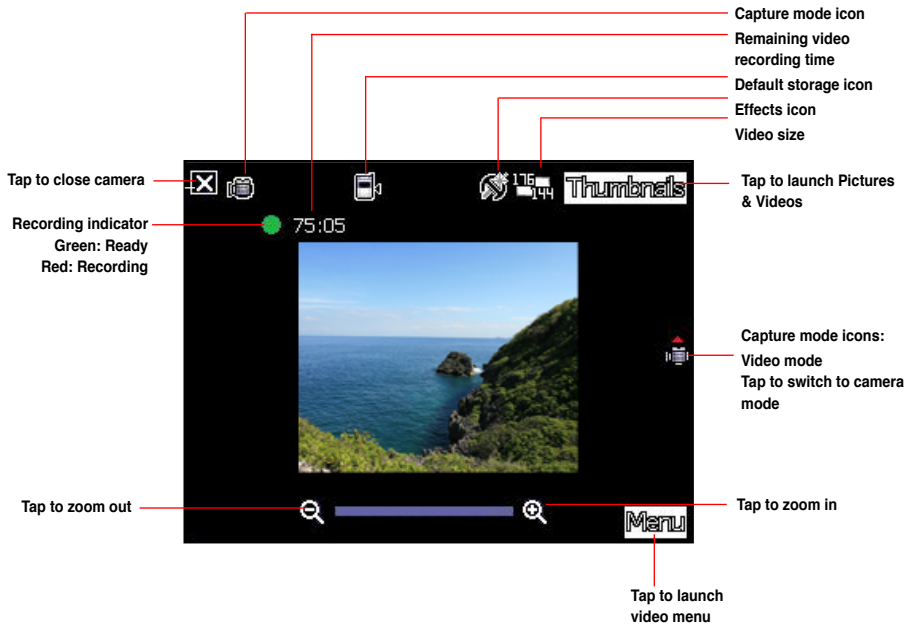 Capture mode icon
Remaining video
recording time
Default storage icon
Effects icon
Video size
Tap to close camera
176
144
Thumbnails
Tap to launch Pictures
& Videos
Recording indicator
Green: Ready
Red: Recording
75:05
Capture mode icons:
Video mode
Tap to switch to camera
mode
Tap to zoom out
Tap to zoom in
Menu
Tap to launch
video menu